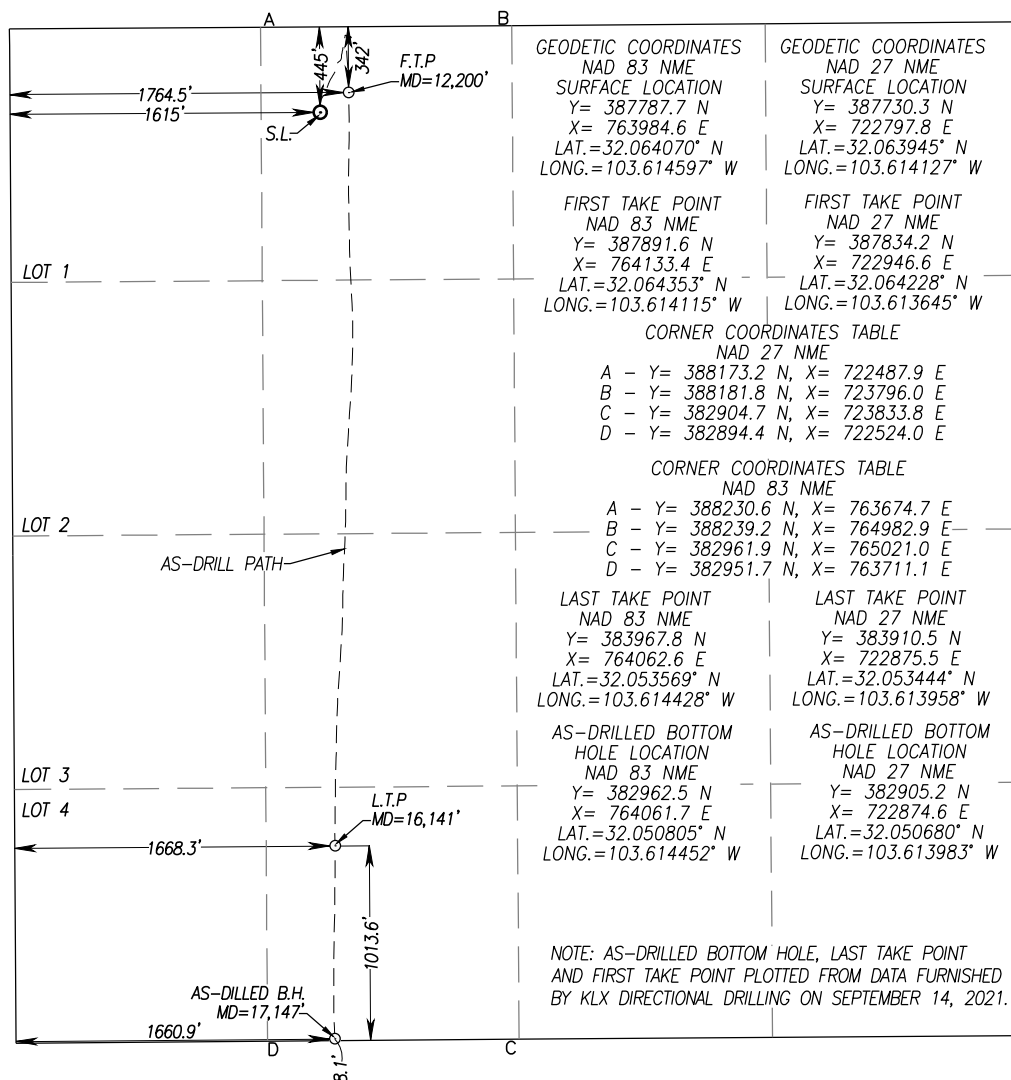 A
B
445'
342'
F.T.P
MD=12,200'
1764.5'
1615'
S.L.
GEODETIC COORDINATES
NAD 83 NME
SURFACE LOCATION
Y= 387787.7 N
X= 763984.6 E
LAT.=32.064070° N
LONG.=103.614597° W
GEODETIC COORDINATES
NAD 27 NME
SURFACE LOCATION
Y= 387730.3 N
X= 722797.8 E
LAT.=32.063945° N
LONG.=103.614127° W
FIRST TAKE POINT
NAD 83 NME
Y= 387891.6 N
X= 764133.4 E
LAT.=32.064353° N
LONG.=103.614115° W
FIRST TAKE POINT
NAD 27 NME
Y= 387834.2 N
X= 722946.6 E
LAT.=32.064228° N
LONG.=103.613645° W
LOT 1
CORNER COORDINATES TABLE
NAD 27 NME
A - Y= 388173.2 N, X= 722487.9 E
B - Y= 388181.8 N, X= 723796.0 E
C - Y= 382904.7 N, X= 723833.8 E
D - Y= 382894.4 N, X= 722524.0 E
CORNER COORDINATES TABLE
NAD 83 NME
A - Y= 388230.6 N, X= 763674.7 E
B - Y= 388239.2 N, X= 764982.9 E
C - Y= 382961.9 N, X= 765021.0 E
D - Y= 382951.7 N, X= 763711.1 E
LOT 2
AS-DRILL PATH
LAST TAKE POINT
NAD 83 NME
Y= 383967.8 N
X= 764062.6 E
LAT.=32.053569° N
LONG.=103.614428° W
LAST TAKE POINT
NAD 27 NME
Y= 383910.5 N
X= 722875.5 E
LAT.=32.053444° N
LONG.=103.613958° W
AS-DRILLED BOTTOM
HOLE LOCATION
NAD 83 NME
Y= 382962.5 N
X= 764061.7 E
LAT.=32.050805° N
LONG.=103.614452° W
AS-DRILLED BOTTOM
HOLE LOCATION
NAD 27 NME
Y= 382905.2 N
X= 722874.6 E
LAT.=32.050680° N
LONG.=103.613983° W
LOT 3
LOT 4
L.T.P
MD=16,141'
1668.3'
1013.6'
NOTE: AS-DRILLED BOTTOM HOLE, LAST TAKE POINT
AND FIRST TAKE POINT PLOTTED FROM DATA FURNISHED
BY KLX DIRECTIONAL DRILLING ON SEPTEMBER 14, 2021.
AS-DILLED B.H.
MD=17,147'
1660.9'
D
C
8.1'